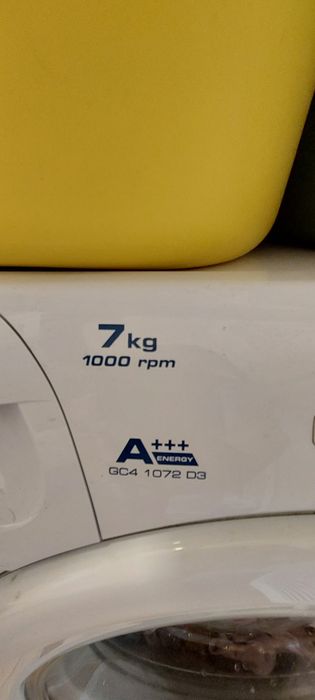 7kg
1000 rpm
A+++
ENERGY
GC4 1072 D3